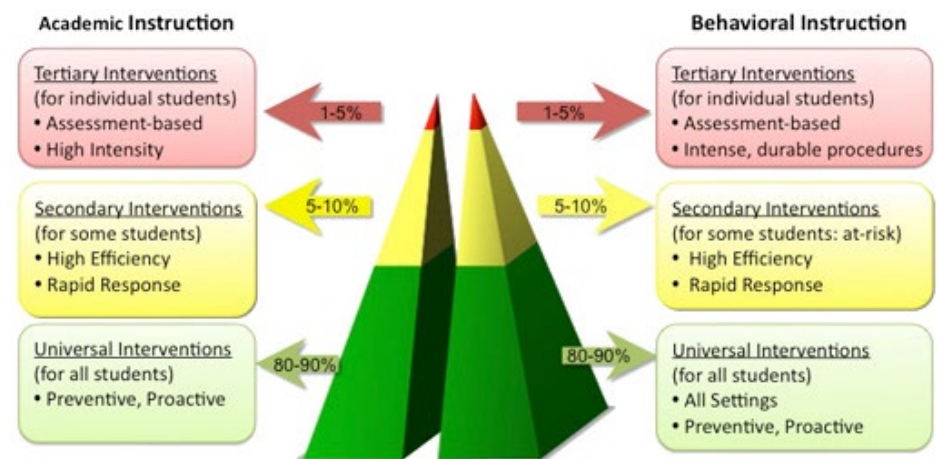 Academic Instruction
Tertiary Interventions
(for individual students)
• Assessment-based
• High Intensity
1-5%
Secondary Interventions
(for some students)
• High Efficiency
• Rapid Response
5-10%
Universal Interventions
(for all students)
• Preventive, Proactive
80-90%
Behavioral Instruction
1-5%
Tertiary Interventions
(for individual students)
• Assessment-based
• Intense, durable procedures
5-10%
Secondary Interventions
(for some students: at-risk)
• High Efficiency
• Rapid Response
80-90%
Universal Interventions
(for all students)
• All Settings
• Preventive, Proactive